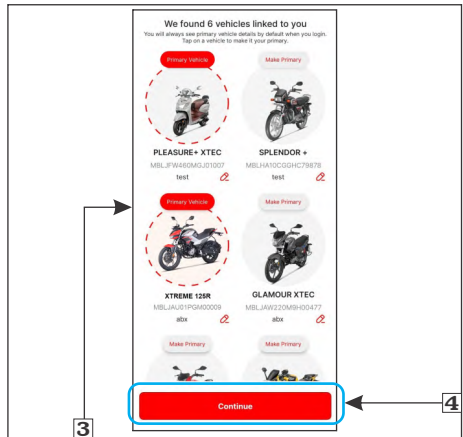 We found 6 vehicles linked to you
You will always see primary vehicle details by default when you login.
Tap on a vehicle to make it your primary.
Primary Vehicle
Make Primary
PLEASURE+ XTEC
SPLENDOR +
MBLJFW460MGJ01007
MBLHA10CGGHC79878
test
test
Primary Vehicle
Make Primary
XTREME 125R
GLAMOUR XTEC
MBLJAU01PGM00009
MBLJAW220M9H00477
abx
abx
Make Primary
Make Primary
Continue
3
4